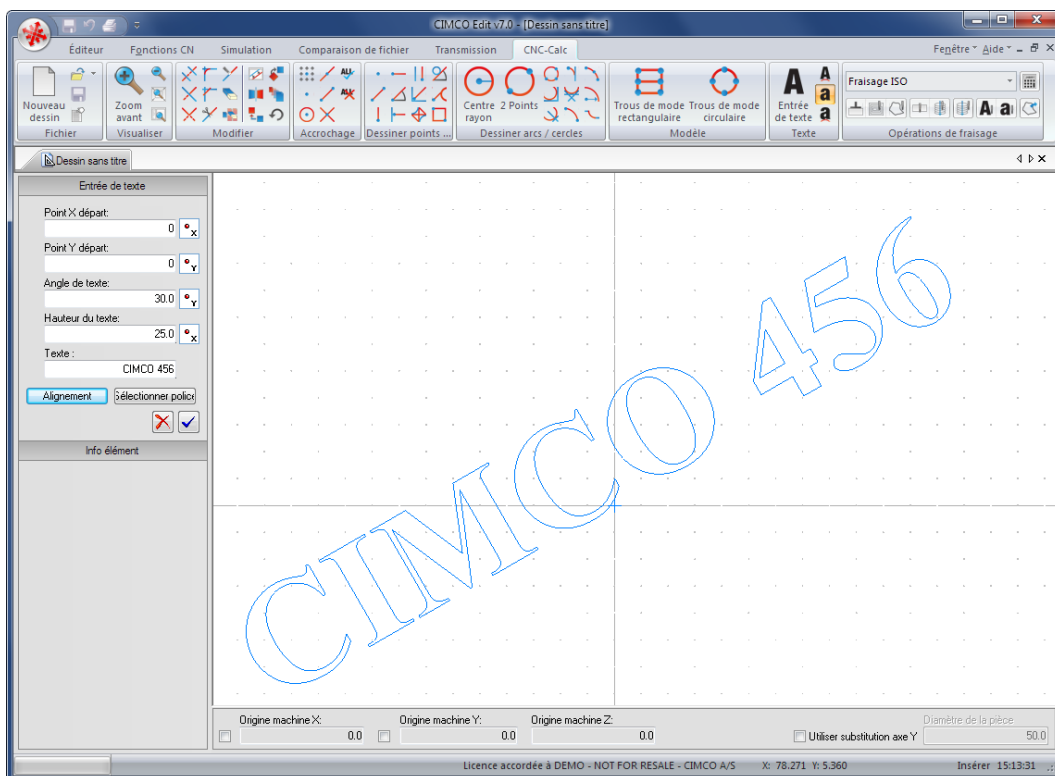 CIMCO Edit v7.0 - [Dessin sans titre]
Éditeur Fonctions CN Simulation Comparaison de fichier Transmission CNC-Calc Fenêtre Aide
Nouveau dessin
Zoom avant
Centre rayon
2 Points
Trous de mode rectangulaire
Trous de mode circulaire
Entrée de texte
Fraisage ISO
Fichier Visualiser Modifier Accrochage Dessiner points ... Dessiner arcs / cercles Modèle Texte Opérations de fraisage
Dessin sans titre
Entrée de texte
Point X départ:
0
Point Y départ:
0
Angle de texte:
30.0
Hauteur du texte:
25.0
Texte :
CIMCO 456
Alignement Sélectionner police
Info élément
CIMCO 456
Origine machine X: Origine machine Y: Origine machine Z: Diamètre de la pièce
0.0 0.0 0.0 Utiliser substitution axe Y 50.0
Licence accordée à DEMO - NOT FOR RESALE - CIMCO A/S X: 78.271 Y: 5.360 Insérer 15:13:31